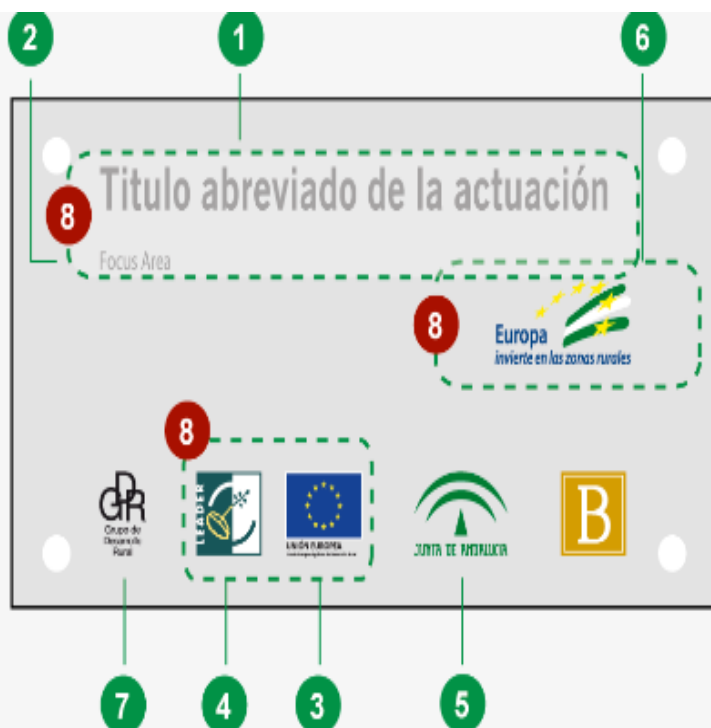 2
1
6
Titulo abreviado de la actuación
8
Focus Area
8
Europa
invierte en las zonas rurales
8
GDR
Grupo de
Desarrollo
Rural
LEADER
UNIÓN EUROPEA
JUNTA DE ANDALUCIA
B
7
4
3
5